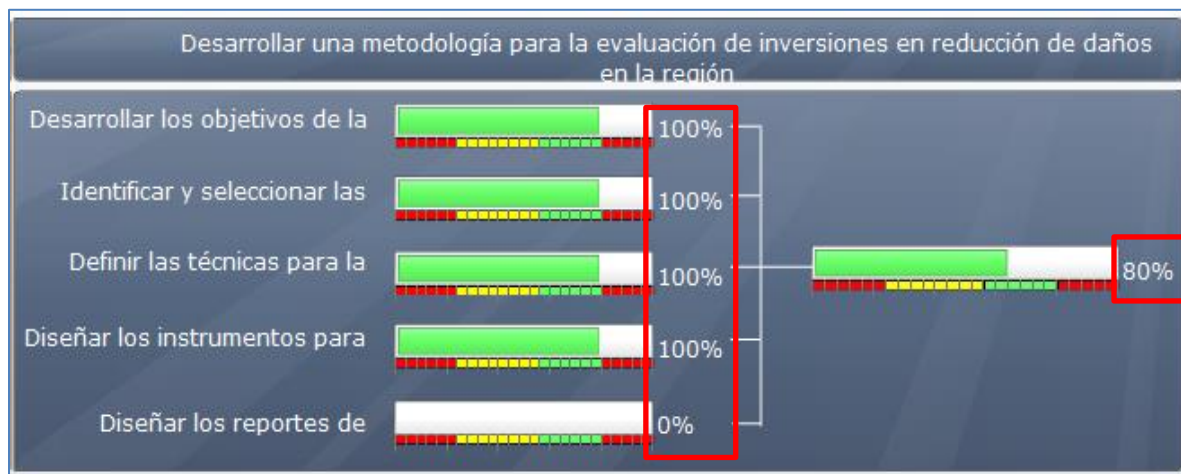 Desarrollar una metodología para la evaluación de inversiones en reducción de daños
en la región
Desarrollar los objetivos de la
100%
Identificar y seleccionar las
100%
Definir las técnicas para la
100%
80%
Diseñar los instrumentos para
100%
Diseñar los reportes de
0%